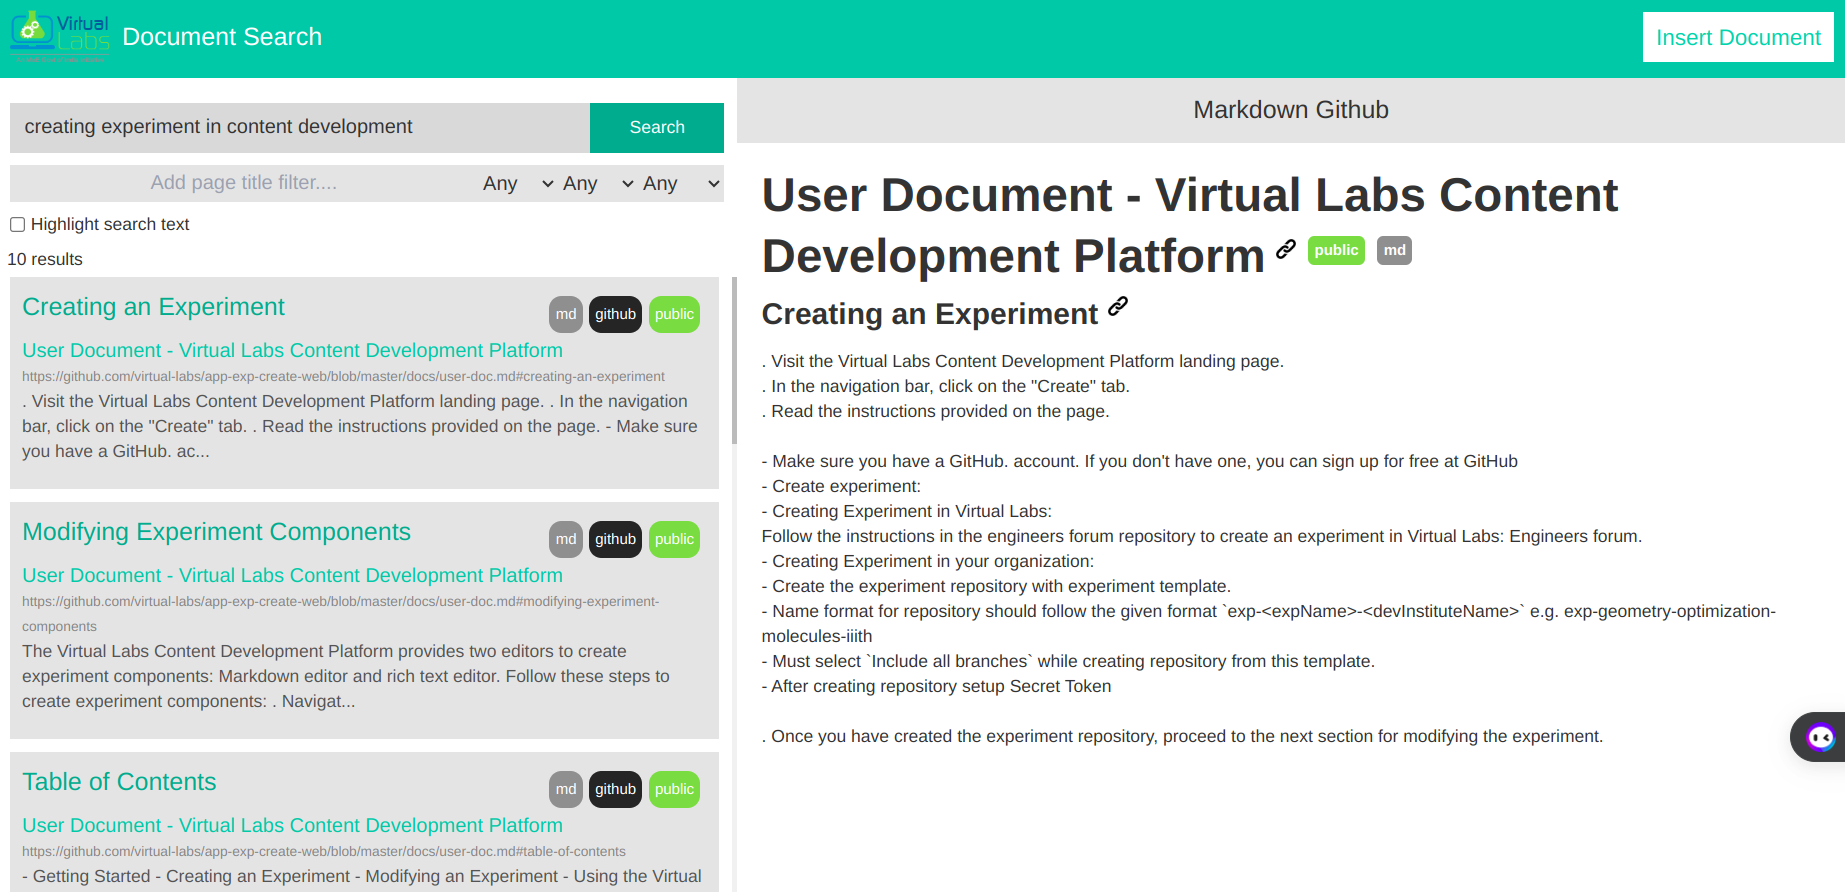 Virtual
Labs
Document Search
Insert Document
creating experiment in content development
Search
Add page title filter....
Any
Any
Any
Highlight search text
10 results
Creating an Experiment
md
github
public
User Document - Virtual Labs Content Development Platform
https://github.com/virtual-labs/app-exp-create-web/blob/master/docs/user-doc.md#creating-an-experiment
. Visit the Virtual Labs Content Development Platform landing page. . In the navigation
bar, click on the "Create" tab. . Read the instructions provided on the page. - Make sure
you have a GitHub. ac...
Modifying Experiment Components
md
github
public
User Document - Virtual Labs Content Development Platform
https://github.com/virtual-labs/app-exp-create-web/blob/master/docs/user-doc.md#modifying-experiment-
components
The Virtual Labs Content Development Platform provides two editors to create
experiment components: Markdown editor and rich text editor. Follow these steps to
create experiment components: . Navigat...
Table of Contents
md
github
public
User Document - Virtual Labs Content Development Platform
https://github.com/virtual-labs/app-exp-create-web/blob/master/docs/user-doc.md#table-of-contents
- Getting Started - Creating an Experiment - Modifying an Experiment - Using the Virtual
Markdown Github
User Document - Virtual Labs Content
Development Platform
public
md
Creating an Experiment
. Visit the Virtual Labs Content Development Platform landing page.
. In the navigation bar, click on the "Create" tab.
. Read the instructions provided on the page.
- Make sure you have a GitHub. account. If you don't have one, you can sign up for free at GitHub
- Create experiment:
- Creating Experiment in Virtual Labs:
Follow the instructions in the engineers forum repository to create an experiment in Virtual Labs: Engineers forum.
- Creating Experiment in your organization:
- Create the experiment repository with experiment template.
- Name format for repository should follow the given format `exp-<expName>-<devInstituteName>` e.g. exp-geometry-optimization-
molecules-iiith
- Must select `Include all branches` while creating repository from this template.
- After creating repository setup Secret Token
. Once you have created the experiment repository, proceed to the next section for modifying the experiment.